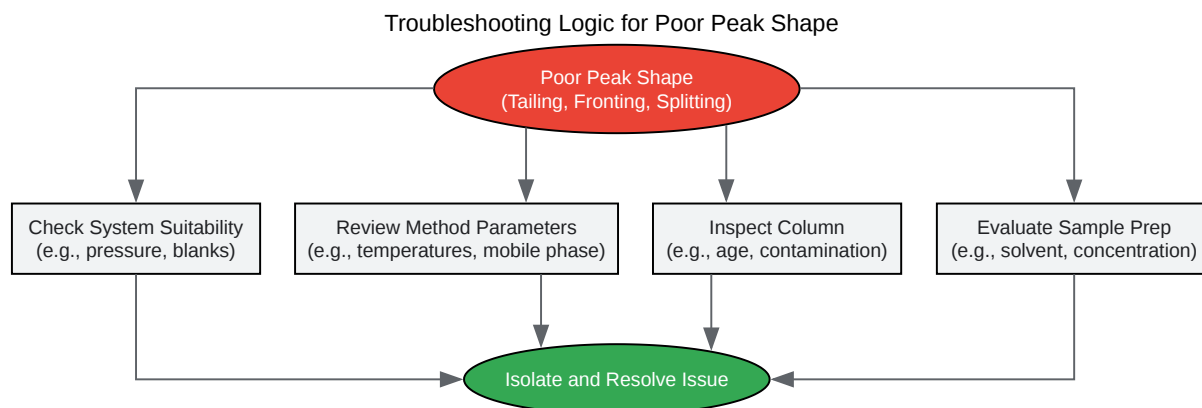 Troubleshooting Logic for Poor Peak Shape
Poor Peak Shape
(Tailing, Fronting, Splitting)
Check System Suitability
(e.g., pressure, blanks)
Review Method Parameters
(e.g., temperatures, mobile phase)
Inspect Column
(e.g., age, contamination)
Evaluate Sample Prep
(e.g., solvent, concentration)
Isolate and Resolve Issue